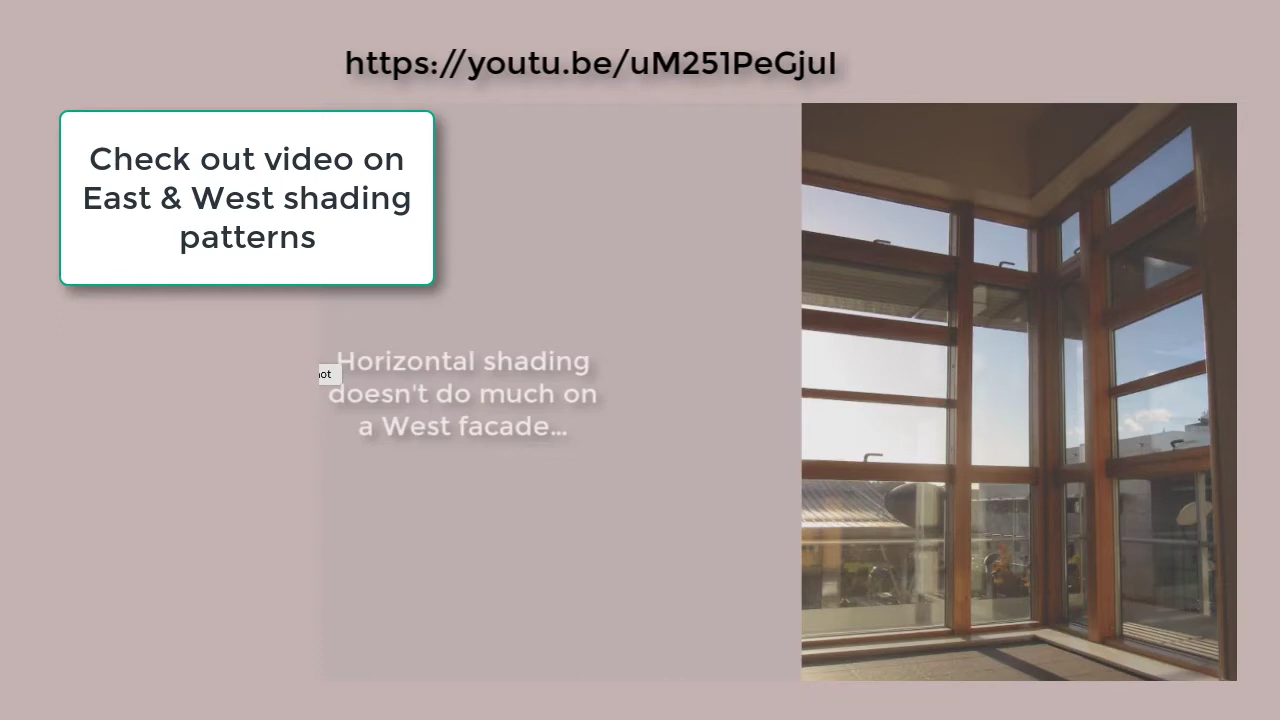 https://youtu.be/uM251PeGjuI
Check out video on
East & West shading
patterns
Horizontal shading
doesn't do much on
a West facade...